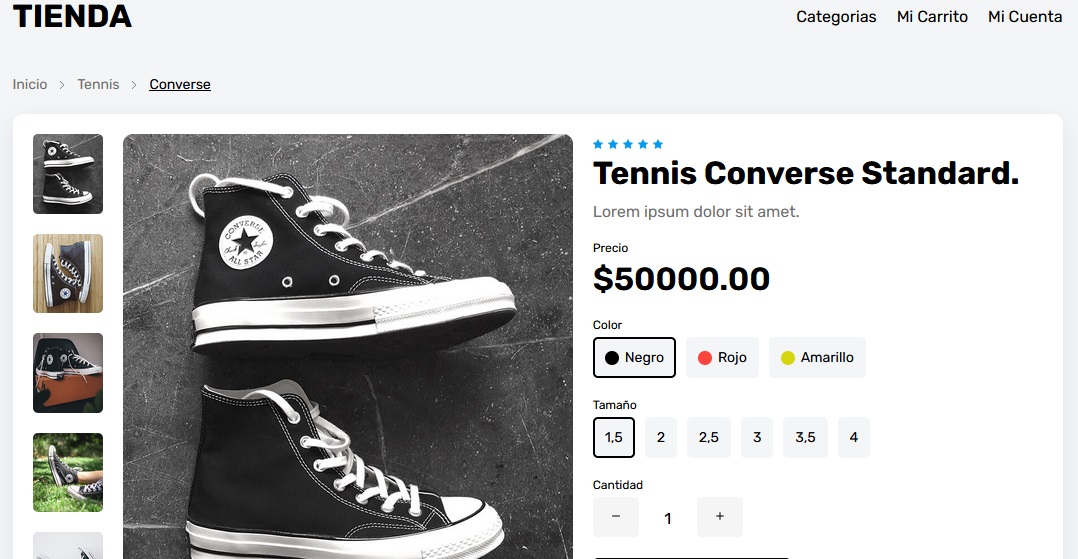 TIENDA
Categorias Mi Carrito Mi Cuenta
Inicio > Tennis > Converse
Tennis Converse Standard.
Lorem ipsum dolor sit amet.
Precio
$50000.00
Color
Negro Rojo Amarillo
Tamaño
1,5 2 2,5 3 3,5 4
Cantidad
− 1 +
CONVERSE
ALL STAR